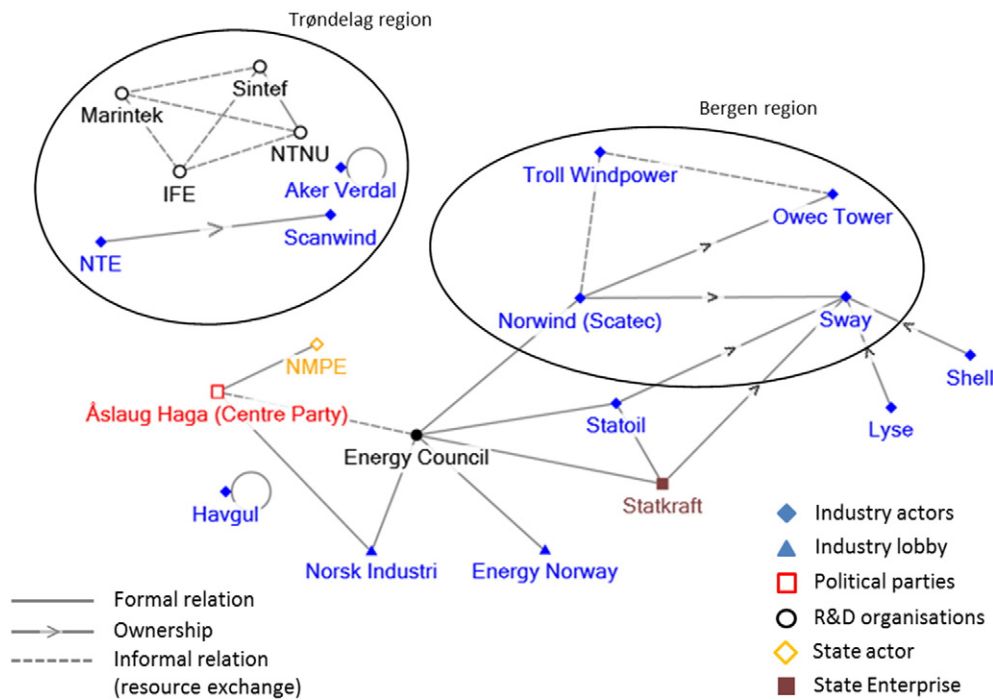 Trøndelag region
Sintef
Marintek
NTNU
IFE
Aker Verdal
Scanwind
NTE
Bergen region
Troll Windpower
Owec Tower
Norwind (Scatec)
Sway
Shell
Lyse
NMPE
Åslaug Haga (Centre Party)
Statoil
Energy Council
Statkraft
Havgul
Norsk Industri
Energy Norway
Formal relation
Ownership
Informal relation
(resource exchange)
Industry actors
Industry lobby
Political parties
R&D organisations
State actor
State Enterprise